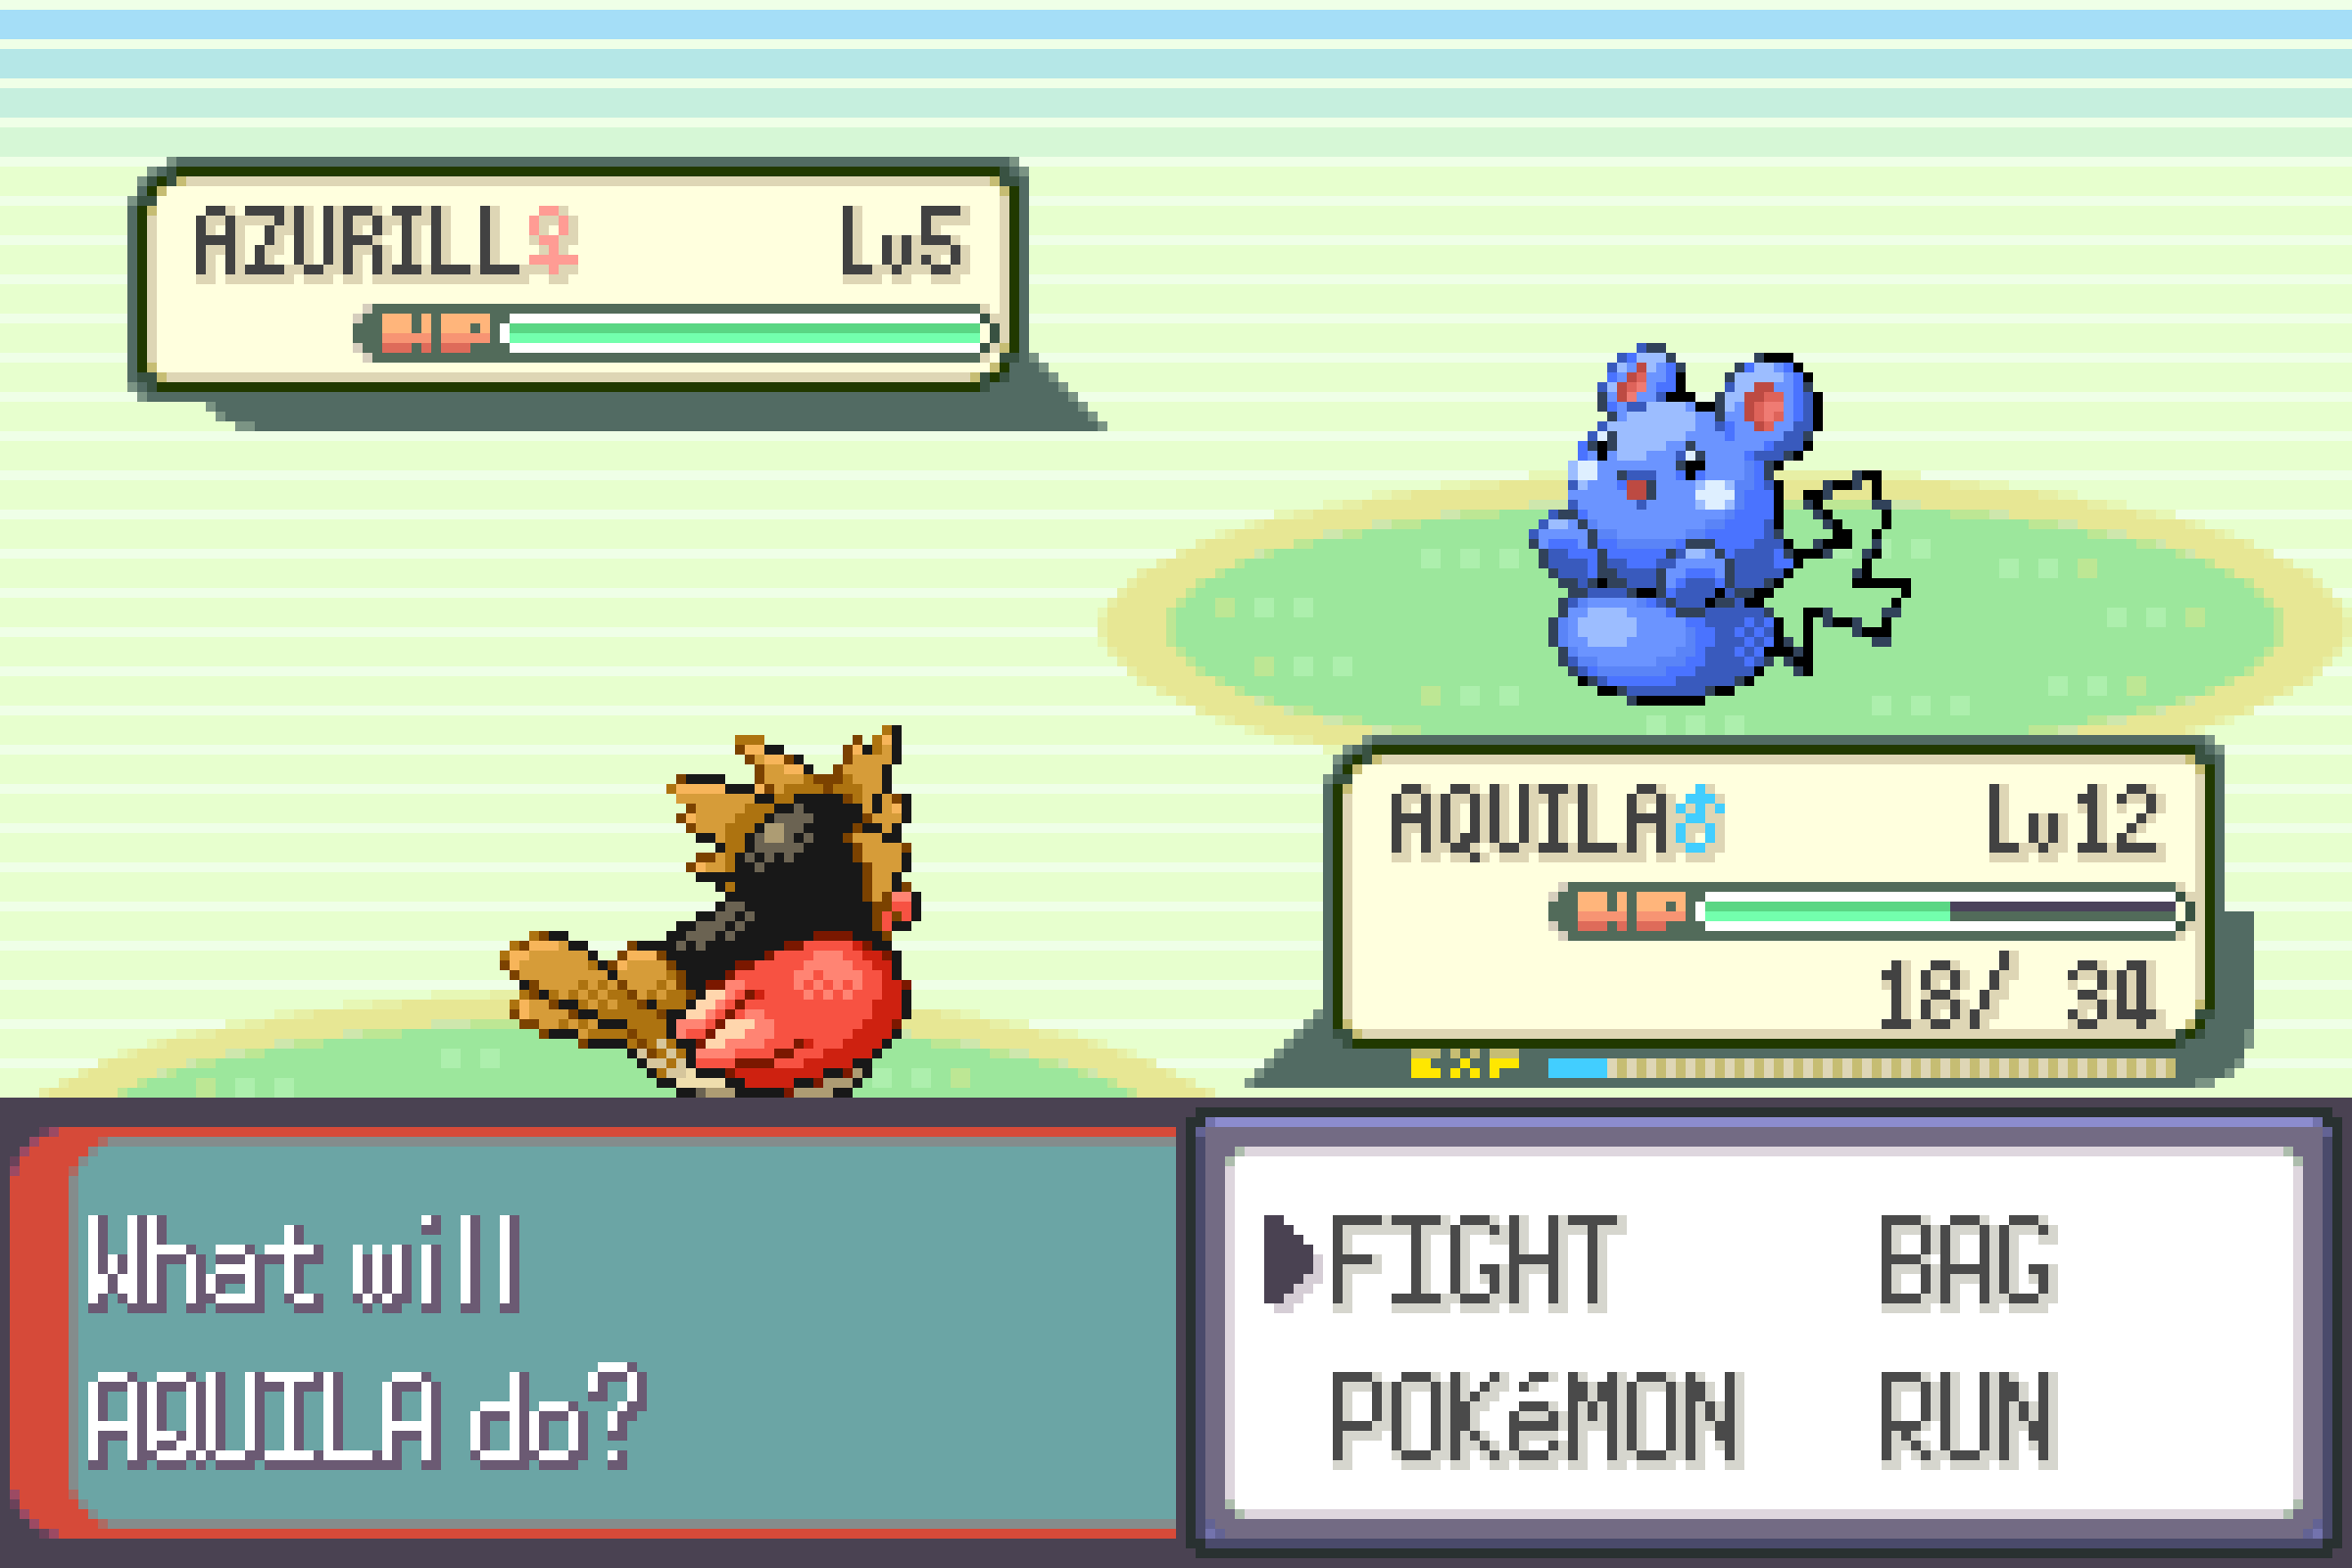 AZURILL♀ Lv5
HP
AQUILA♂ Lv12
HP
18/ 34
EXP
What will
AQUILA do?
FIGHT BAG
POKéMON RUN